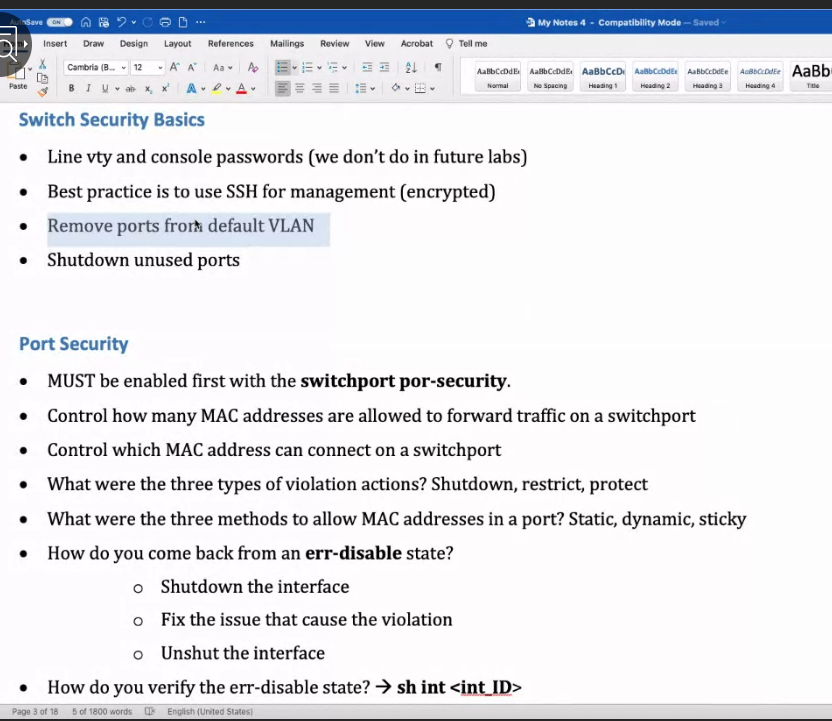 AutoSave ON
My Notes 4 - Compatibility Mode — Saved
Insert Draw Design Layout References Mailings Review View Acrobat Tell me
Paste
Cambria (B... 12
AaBbCcDdEe Normal
AaBbCcDdEe No Spacing
AaBbCcDc Heading 1
AaBbCcDdEe Heading 2
AaBbCcDdEe Heading 3
AaBbCcDdEe Heading 4
AaBb Title
Switch Security Basics
• Line vty and console passwords (we don’t do in future labs)
• Best practice is to use SSH for management (encrypted)
• Remove ports from default VLAN
• Shutdown unused ports
Port Security
• MUST be enabled first with the switchport por-security.
• Control how many MAC addresses are allowed to forward traffic on a switchport
• Control which MAC address can connect on a switchport
• What were the three types of violation actions? Shutdown, restrict, protect
• What were the three methods to allow MAC addresses in a port? Static, dynamic, sticky
• How do you come back from an err-disable state?
o Shutdown the interface
o Fix the issue that cause the violation
o Unshut the interface
• How do you verify the err-disable state? → sh int <int_ID>
Page 3 of 18 5 of 1800 words English (United States)